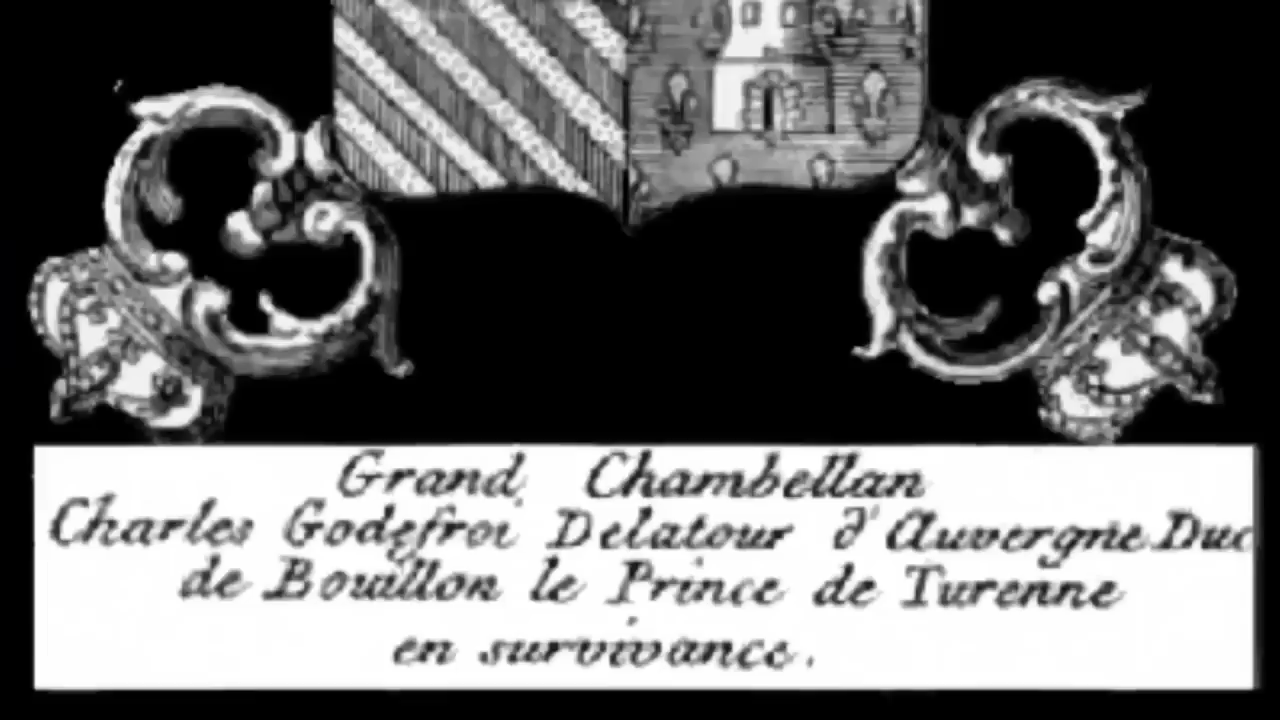 Grand Chambellan
Charles Godefroi Delatour d'Auvergne Duc
de Bouillon le Prince de Turenne
en survivance.